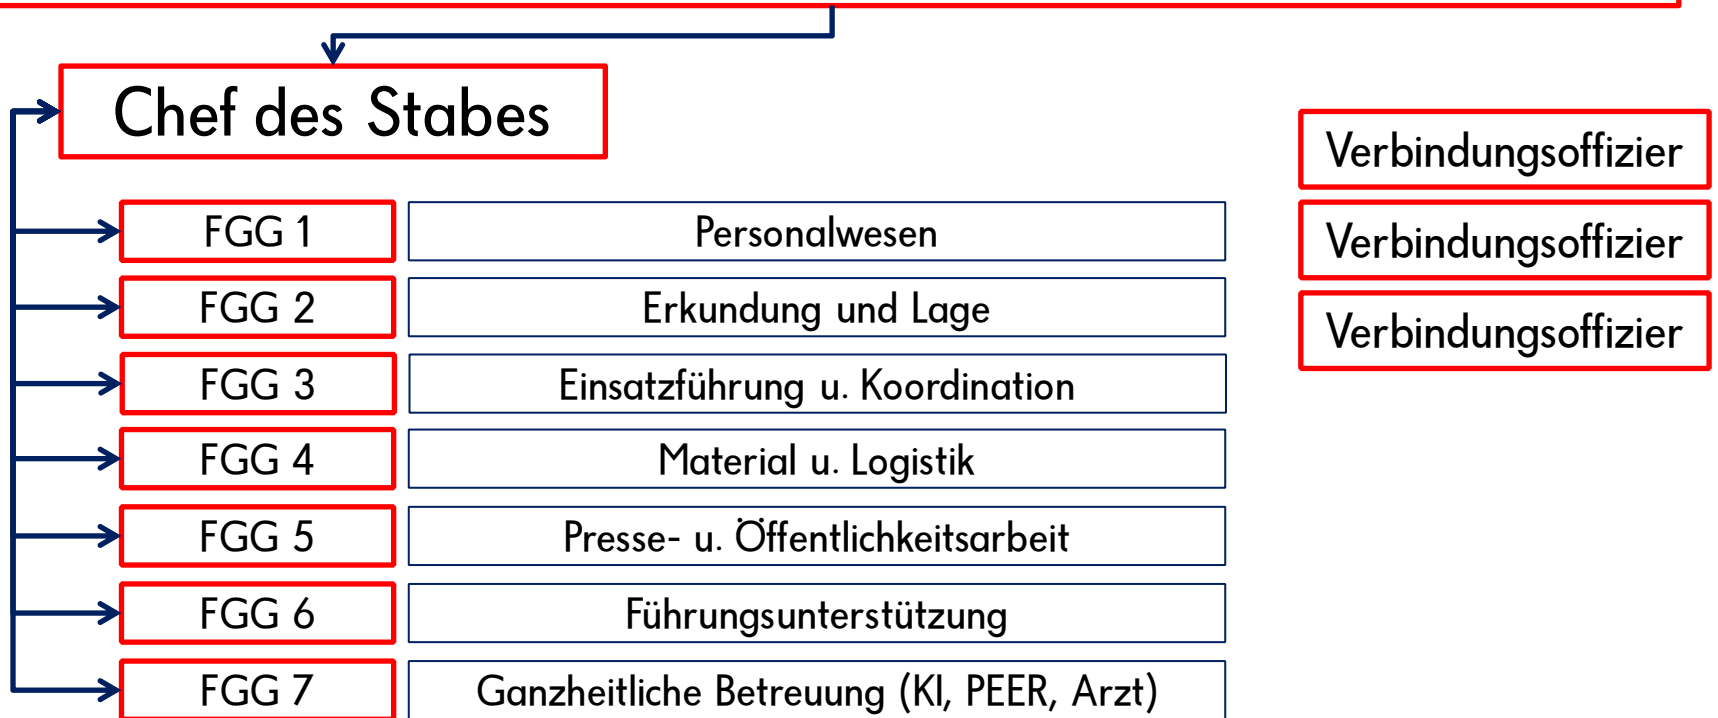 Chef des Stabes
Verbindungsoffizier
Verbindungsoffizier
Verbindungsoffizier
FGG 1 Personalwesen
FGG 2 Erkundung und Lage
FGG 3 Einsatzführung u. Koordination
FGG 4 Material u. Logistik
FGG 5 Presse- u. Öffentlichkeitsarbeit
FGG 6 Führungsunterstützung
FGG 7 Ganzheitliche Betreuung (KI, PEER, Arzt)